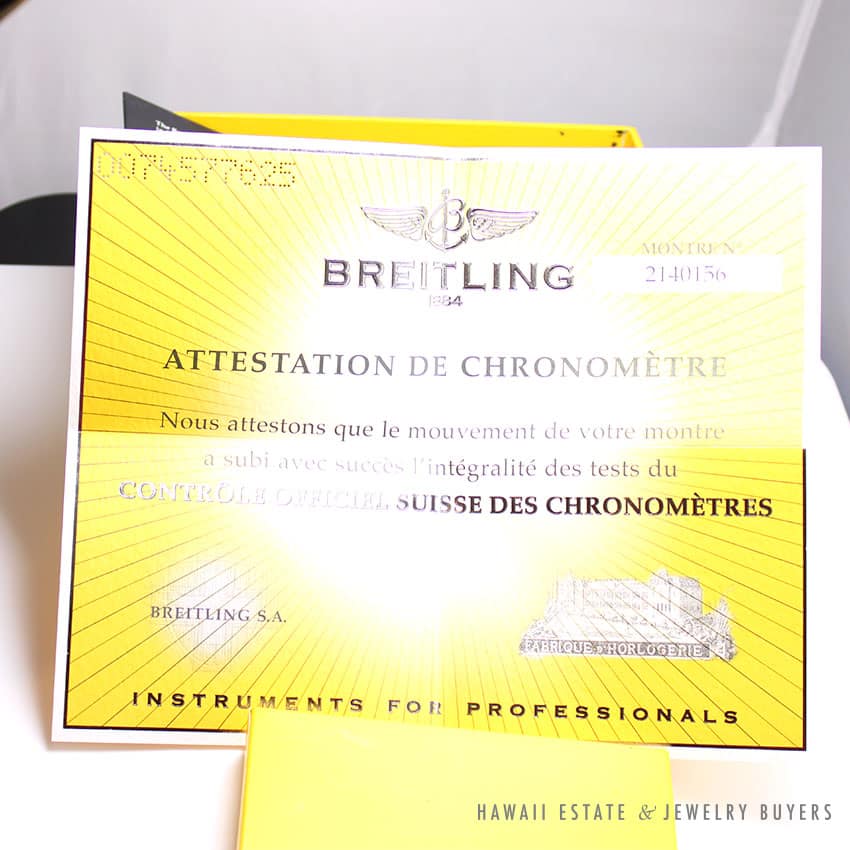 0074577625
BREITLING
1884
MONTRE N°
2140156
ATTESTATION DE CHRONOMÈTRE
Nous attestons que le mouvement de votre montre
a subi avec succès l'intégralité des tests du
CONTRÔLE OFFICIEL SUISSE DES CHRONOMÈTRES
BREITLING S.A.
FABRIQUE D'HORLOGERIE
INSTRUMENTS FOR PROFESSIONALS
HAWAII ESTATE & JEWELRY BUYERS